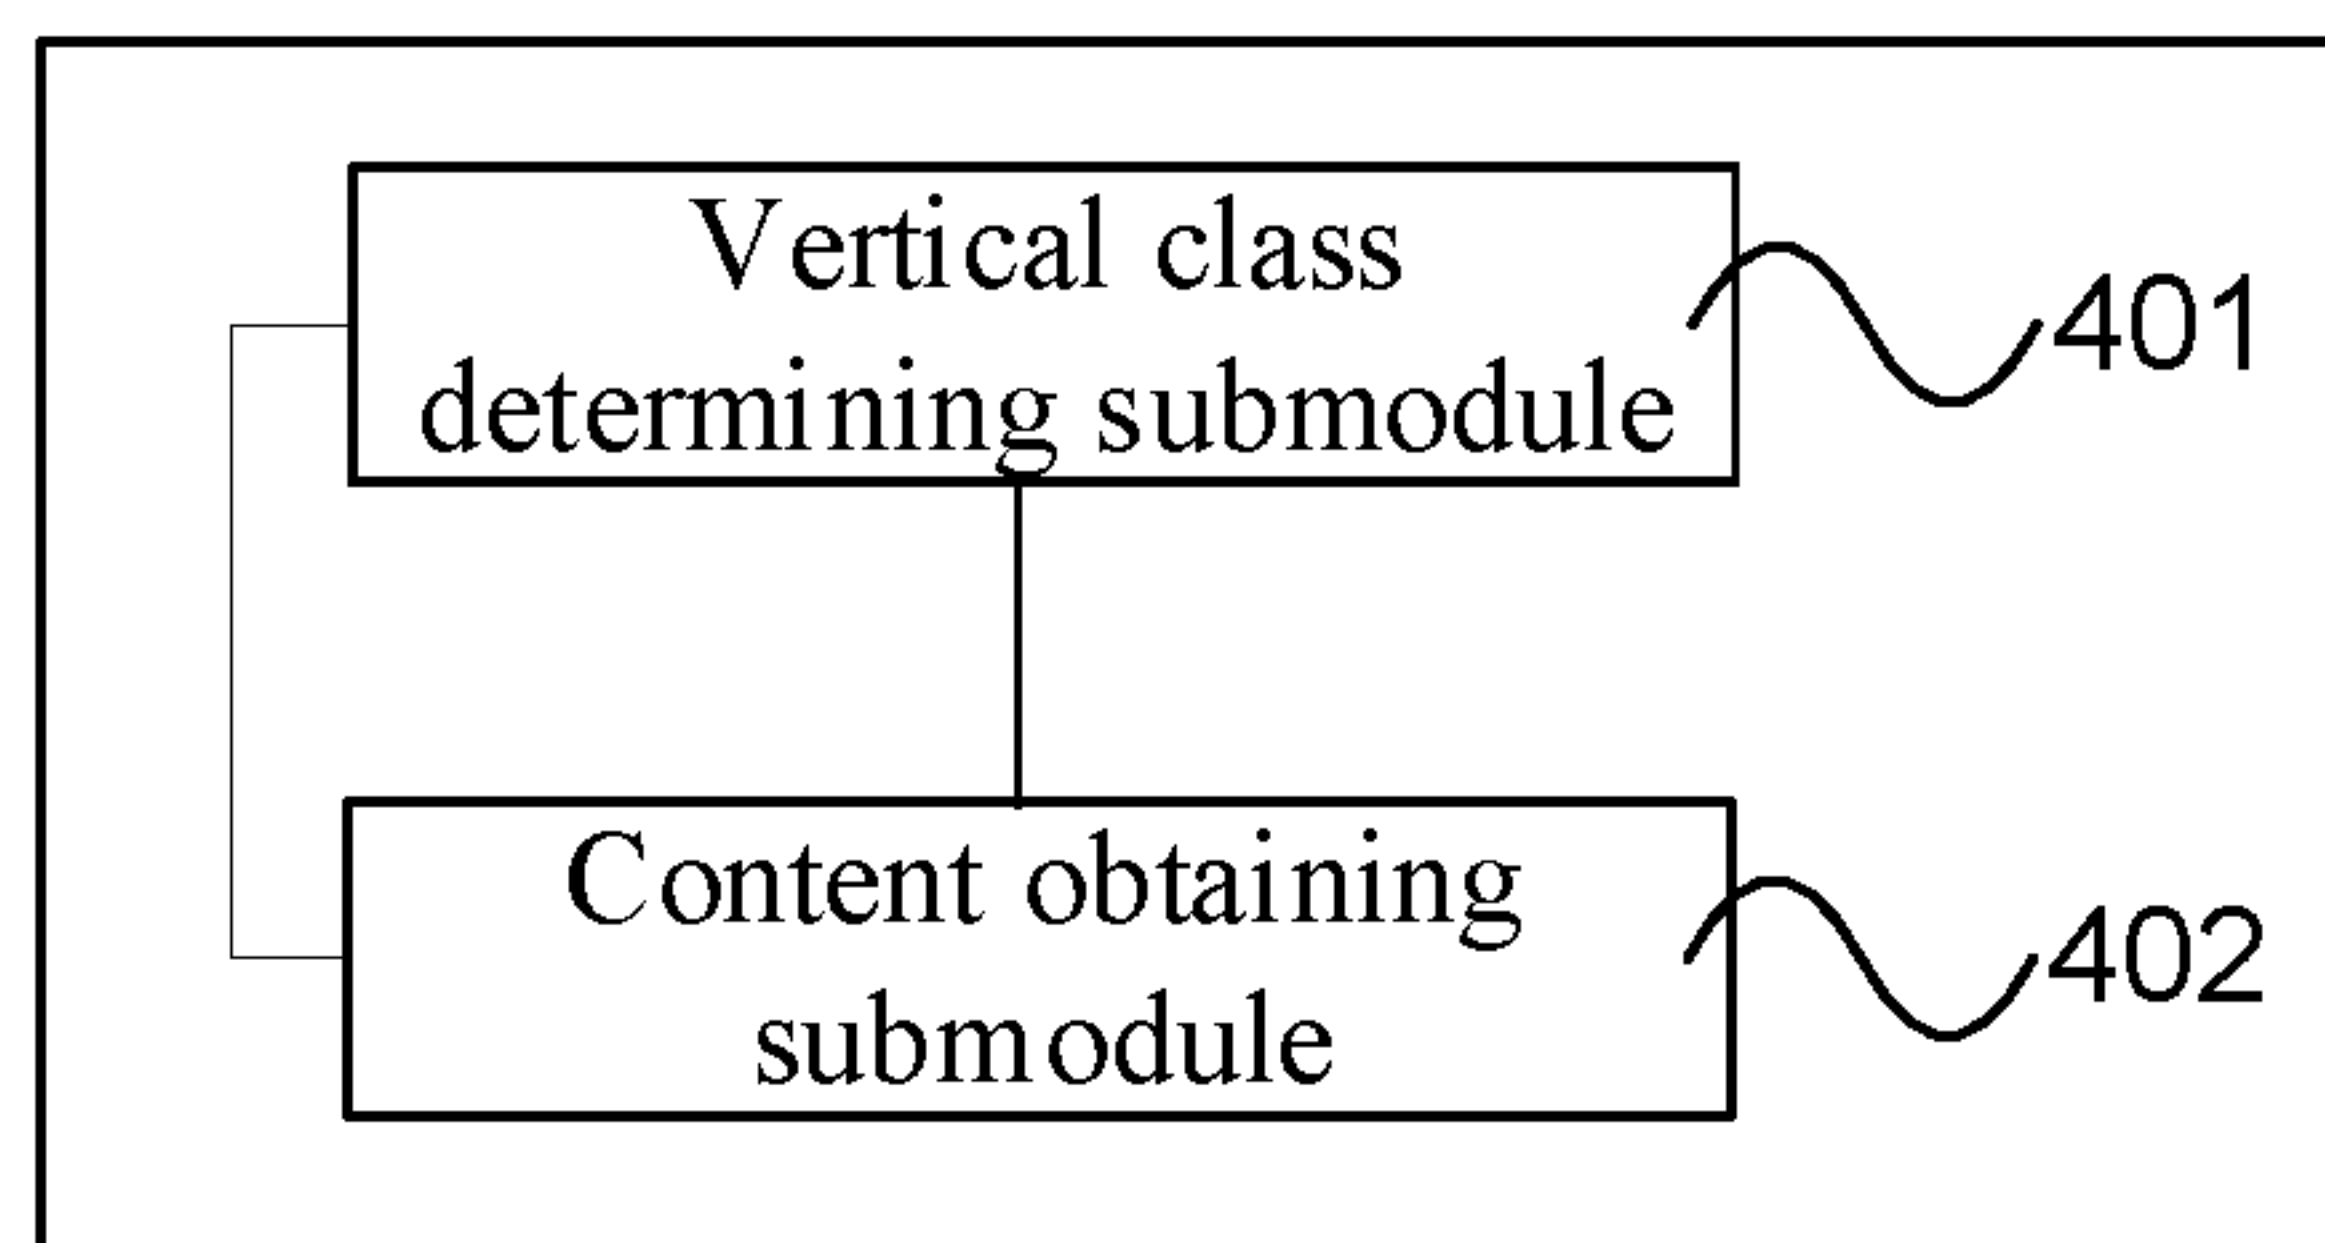 Vertical class
determining submodule
401
Content obtaining
submodule
402